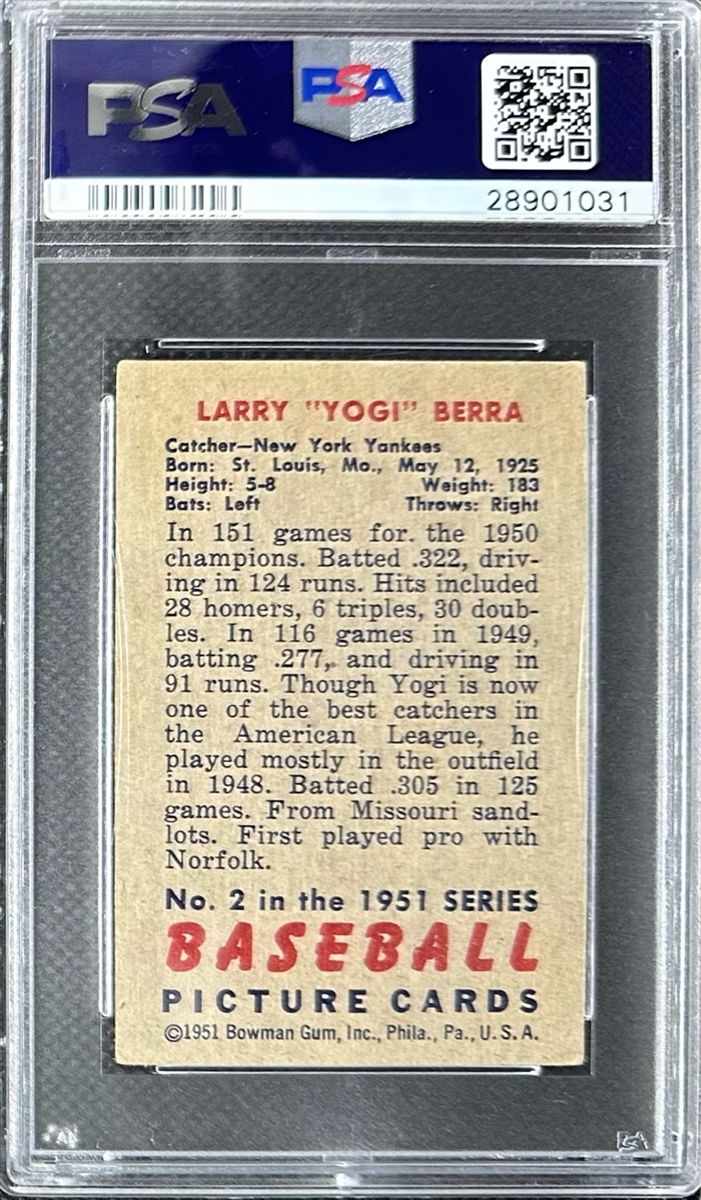 PSA
PSA
28901031
LARRY "YOGI" BERRA
Catcher—New York Yankees
Born: St. Louis, Mo., May 12, 1925
Height: 5-8 Weight: 183
Bats: Left Throws: Right
In 151 games for. the 1950
champions. Batted .322, driv-
ing in 124 runs. Hits included
28 homers, 6 triples, 30 dou-
bles. In 116 games in 1949,
batting .277, and driving in
91 runs. Though Yogi is now
one of the best catchers in
the American League, he
played mostly in the outfield
in 1948. Batted .305 in 125
games. From Missouri sand-
lots. First played pro with
Norfolk.
No. 2 in the 1951 SERIES
BASEBALL
PICTURE CARDS
©1951 Bowman Gum, Inc., Phila., Pa., U.S.A.
PSA